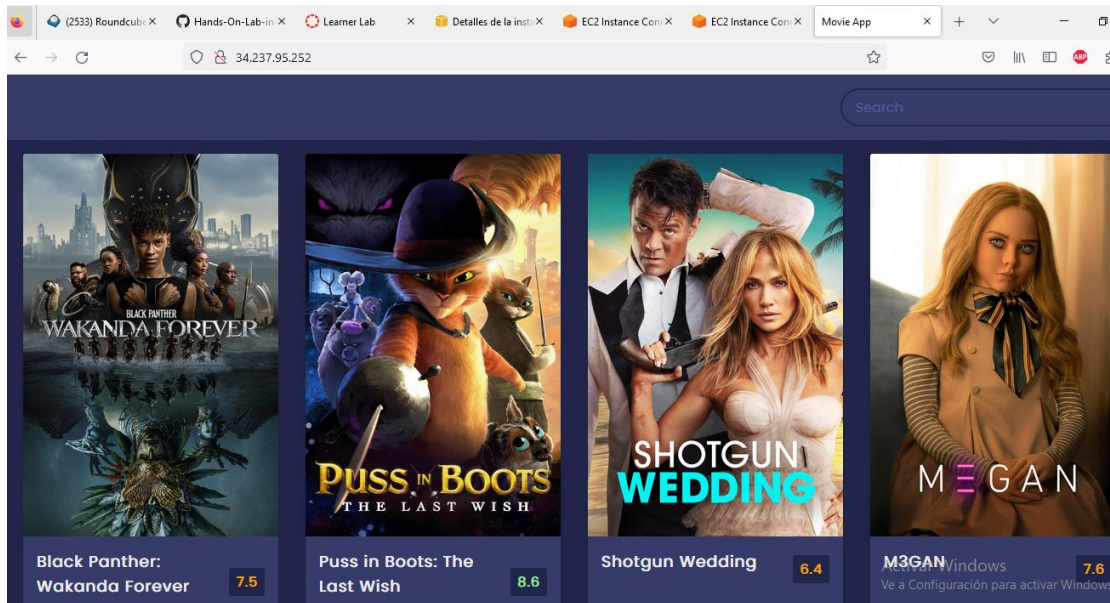 (2533) Roundcube
Hands-On-Lab-in
Learner Lab
Detalles de la insta
EC2 Instance Con
EC2 Instance Con
Movie App
34.237.95.252
ABP
Search
BLACK PANTHER
WAKANDA FOREVER
PUSS IN BOOTS
THE LAST WISH
SHOTGUN
WEDDING
M3GAN
Black Panther:
Wakanda Forever
7.5
Puss in Boots: The
Last Wish
8.6
Shotgun Wedding
6.4
M3GAN
7.6
Activar Windows
Ve a Configuración para activar Windows